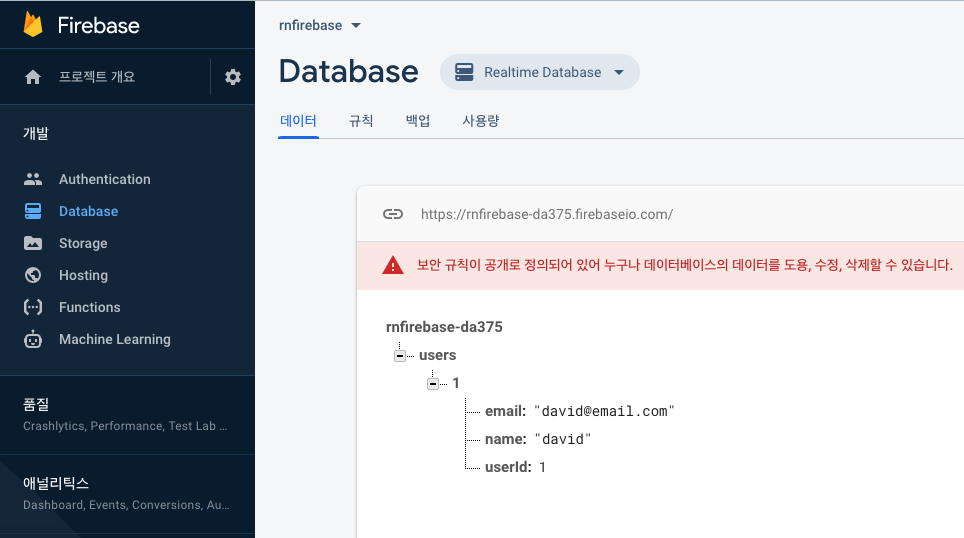 Firebase
프로젝트 개요
개발
Authentication
Database
Storage
Hosting
Functions
Machine Learning
품질
Crashlytics, Performance, Test Lab …
애널리틱스
Dashboard, Events, Conversions, Au…
rnfirebase
Database
Realtime Database
데이터 규칙 백업 사용량
https://rnfirebase-da375.firebaseio.com/
보안 규칙이 공개로 정의되어 있어 누구나 데이터베이스의 데이터를 도용, 수정, 삭제할 수 있습니다.
rnfirebase-da375
users
1
email: "david@email.com"
name: "david"
userId: 1